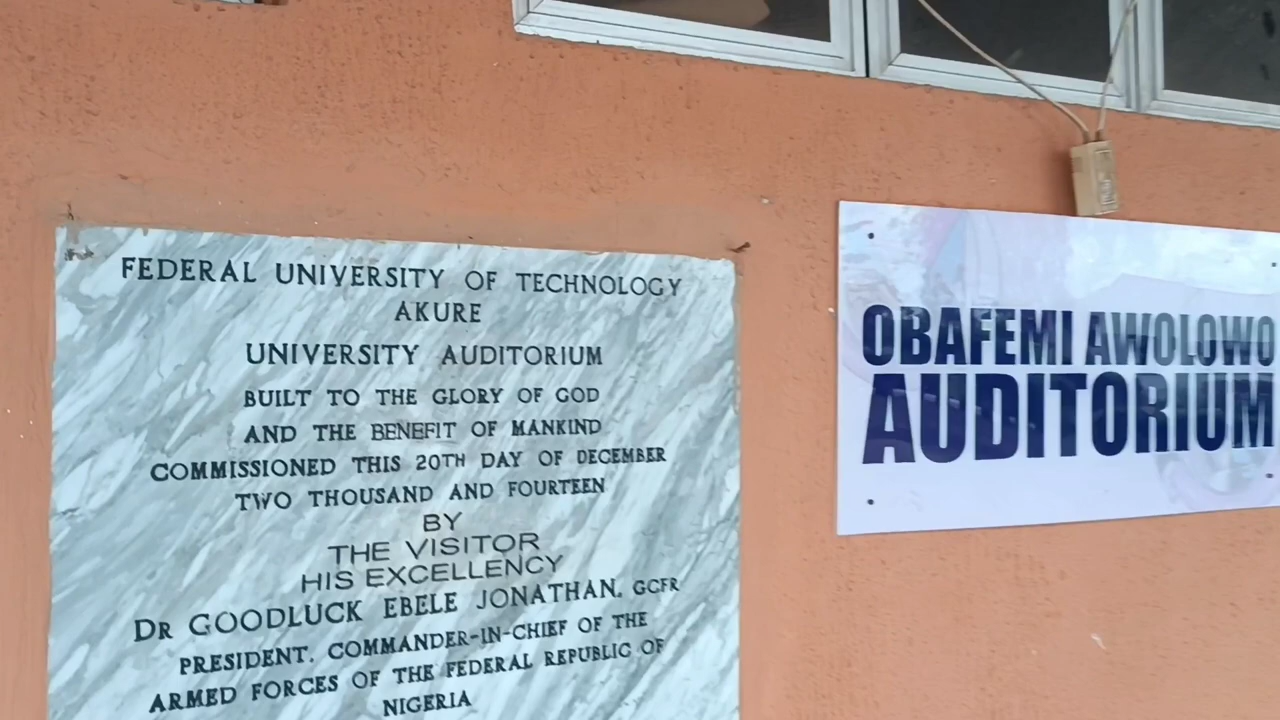 FEDERAL UNIVERSITY OF TECHNOLOGY
AKURE
UNIVERSITY AUDITORIUM
BUILT TO THE GLORY OF GOD
AND THE BENEFIT OF MANKIND
COMMISSIONED THIS 20TH DAY OF DECEMBER
TWO THOUSAND AND FOURTEEN
BY
THE VISITOR
HIS EXCELLENCY
DR GOODLUCK EBELE JONATHAN, GCFR
PRESIDENT, COMMANDER-IN-CHIEF OF THE
ARMED FORCES OF THE FEDERAL REPUBLIC OF
NIGERIA
OBAFEMI AWOLOWO
AUDITORIUM